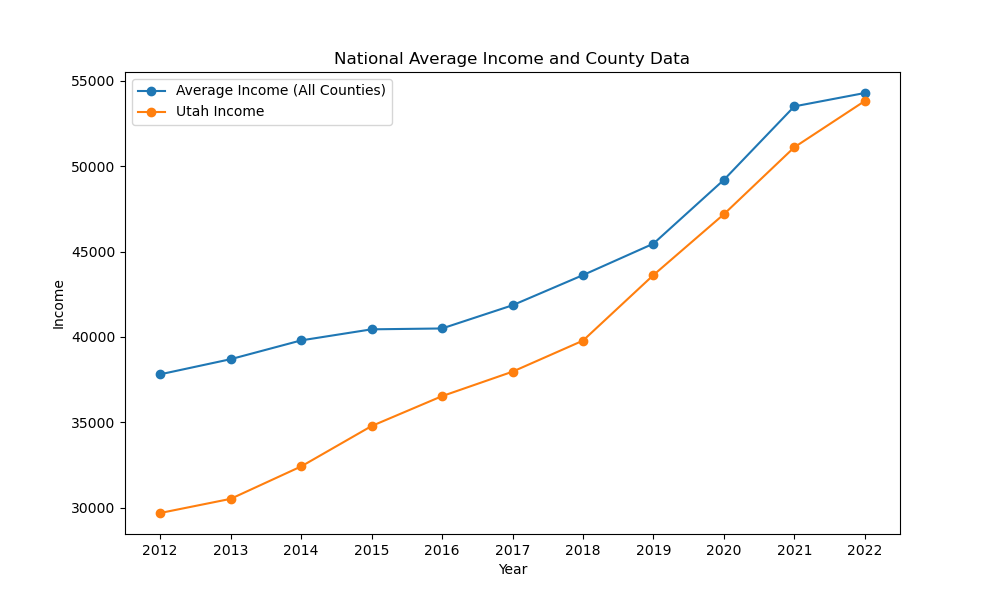 National Average Income and County Data
Average Income (All Counties)
Utah Income
55000
50000
45000
40000
35000
30000
Income
2012 2013 2014 2015 2016 2017 2018 2019 2020 2021 2022
Year